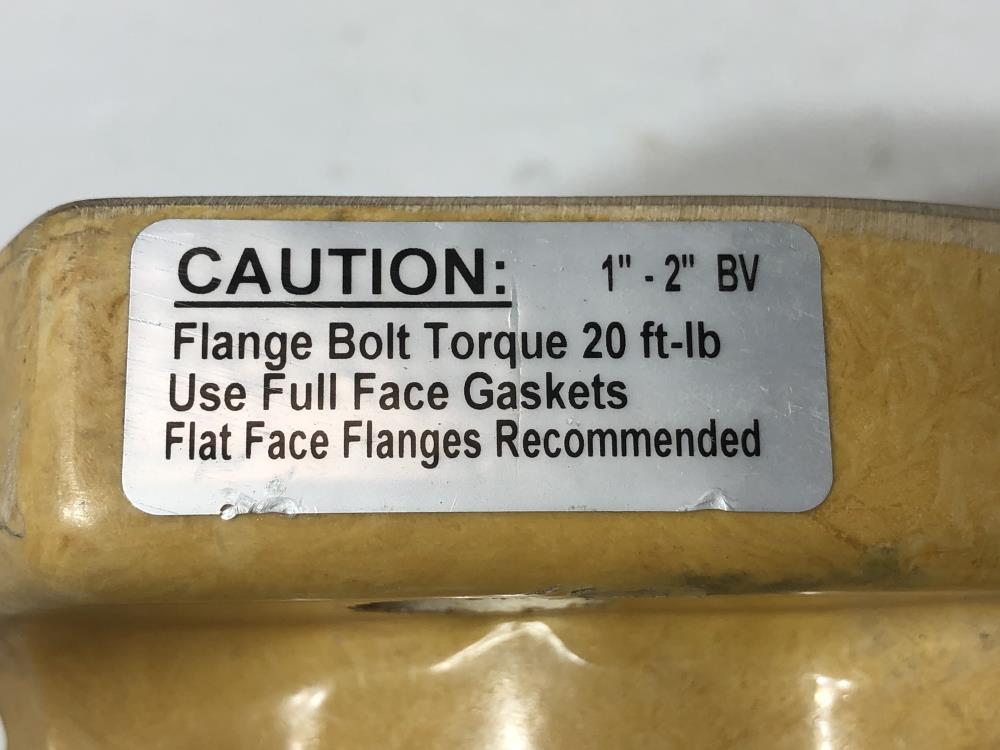 CAUTION: 1" - 2" BV
Flange Bolt Torque 20 ft-lb
Use Full Face Gaskets
Flat Face Flanges Recommended